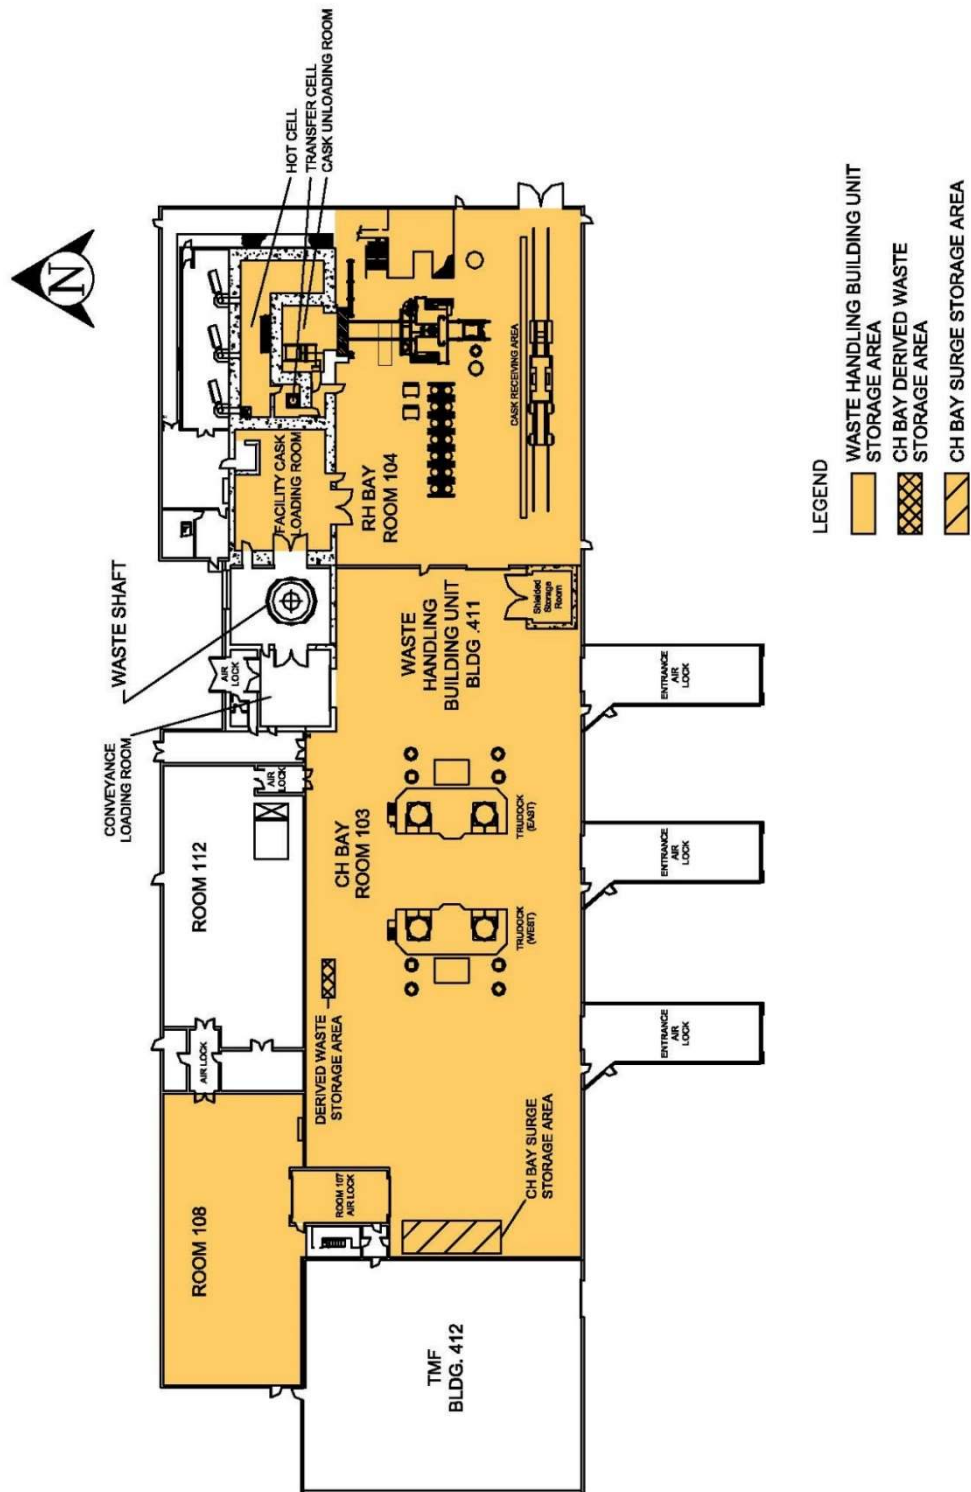 N
HOT CELL
TRANSFER CELL
CASK UNLOADING ROOM
WASTE SHAFT
CONVEYANCE
LOADING ROOM
AIR
LOCK
FACILITY CASK
LOADING ROOM
RH BAY
ROOM 104
CASK RECEIVING AREA
WASTE
HANDLING
BUILDING UNIT
BLDG .411
Shielded
Storage
Room
ROOM 112
AIR
LOCK
AIR LOCK
CH BAY
ROOM 103
TRUDOCK
(EAST)
TRUDOCK
(WEST)
DERIVED WASTE
STORAGE AREA
ROOM 108
ROOM 107
AIR LOCK
CH BAY SURGE
STORAGE AREA
TMF
BLDG. 412
ENTRANCE
AIR
LOCK
ENTRANCE
AIR
LOCK
ENTRANCE
AIR
LOCK
LEGEND
WASTE HANDLING BUILDING UNIT
STORAGE AREA
CH BAY DERIVED WASTE
STORAGE AREA
CH BAY SURGE STORAGE AREA